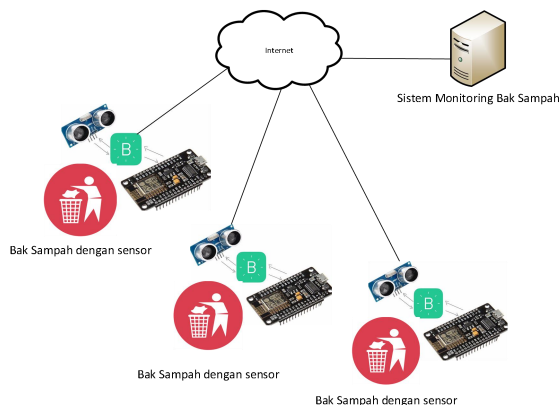 Internet
Sistem Monitoring Bak Sampah
B
Bak Sampah dengan sensor
B
Bak Sampah dengan sensor
B
Bak Sampah dengan sensor